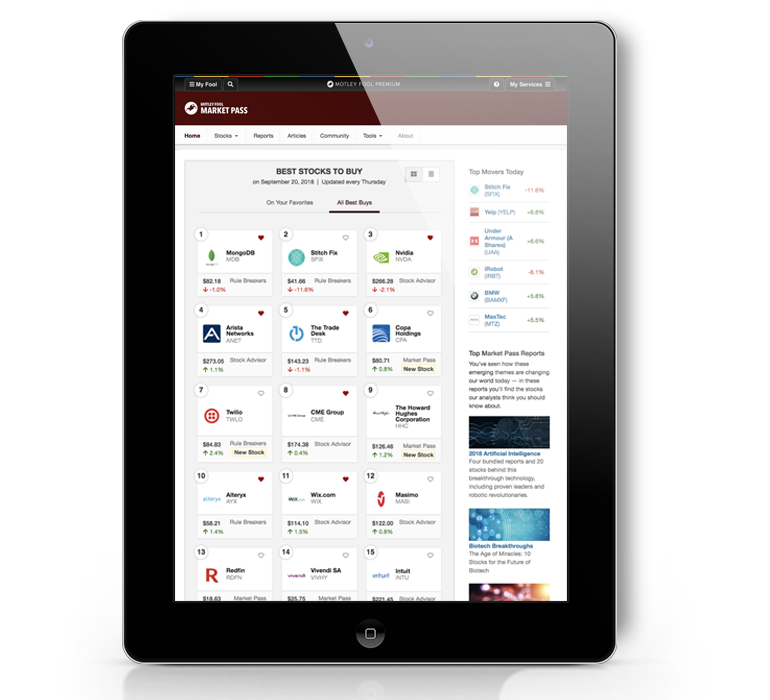 My Fool
MOTLEY FOOL PREMIUM
My Services
MOTLEY FOOL
MARKET PASS
Home Stocks Reports Articles Community Tools About
BEST STOCKS TO BUY
on September 20, 2018 | Updated every Thursday
On Your Favorites All Best Buys
1
MongoDB
MDB
$82.18 Rule Breakers
-1.0%
2
Stitch Fix
SFIX
$41.66 Rule Breakers
-11.6%
3
Nvidia
NVDA
$266.28 Stock Advisor
-2.1%
4
Arista
Networks
ANET
$273.05 Stock Advisor
1.1%
5
The Trade
Desk
TTD
$143.23 Rule Breakers
-1.1%
6
Copa
Holdings
CPA
$80.71 Market Pass
0.8% New Stock
7
Twilio
TWLO
$84.83 Rule Breakers
2.4% New Stock
8
CME Group
CME
$174.38 Stock Advisor
0.4%
9
The Howard
Hughes
Corporation
HHC
$126.46 Market Pass
1.2% New Stock
10
alteryx
Alteryx
AYX
$58.21 Rule Breakers
1.4%
11
WiX.com
Wix.com
WIX
$114.10 Stock Advisor
1.5%
12
Masimo
MASI
$122.00 Stock Advisor
0.8%
13
R
Redfin
RDFN
$18.63 Market Pass
14
vivendi
Vivendi SA
VIVHY
$25.75 Market Pass
15
intuit
Intuit
INTU
$221.45 Stock Advisor
Top Movers Today
Stitch Fix
(SFIX)
-11.6%
Yelp (YELP) +6.8%
Under
Armour (A
Shares)
(UAA)
+6.6%
iRobot
(IRBT)
-6.1%
BMW
(BAMXF)
+5.8%
MasTec
(MTZ)
+5.5%
Top Market Pass Reports
You've seen how these
emerging themes are changing
our world today — in these
reports you'll find the stocks
our analysts think you should
know about.
2018 Artificial Intelligence
Four bundled reports and 20
stocks behind this
breakthrough technology,
including proven leaders and
robotic revolutionaries.
Biotech Breakthroughs
The Age of Miracles: 10
Stocks for the Future of
Biotech